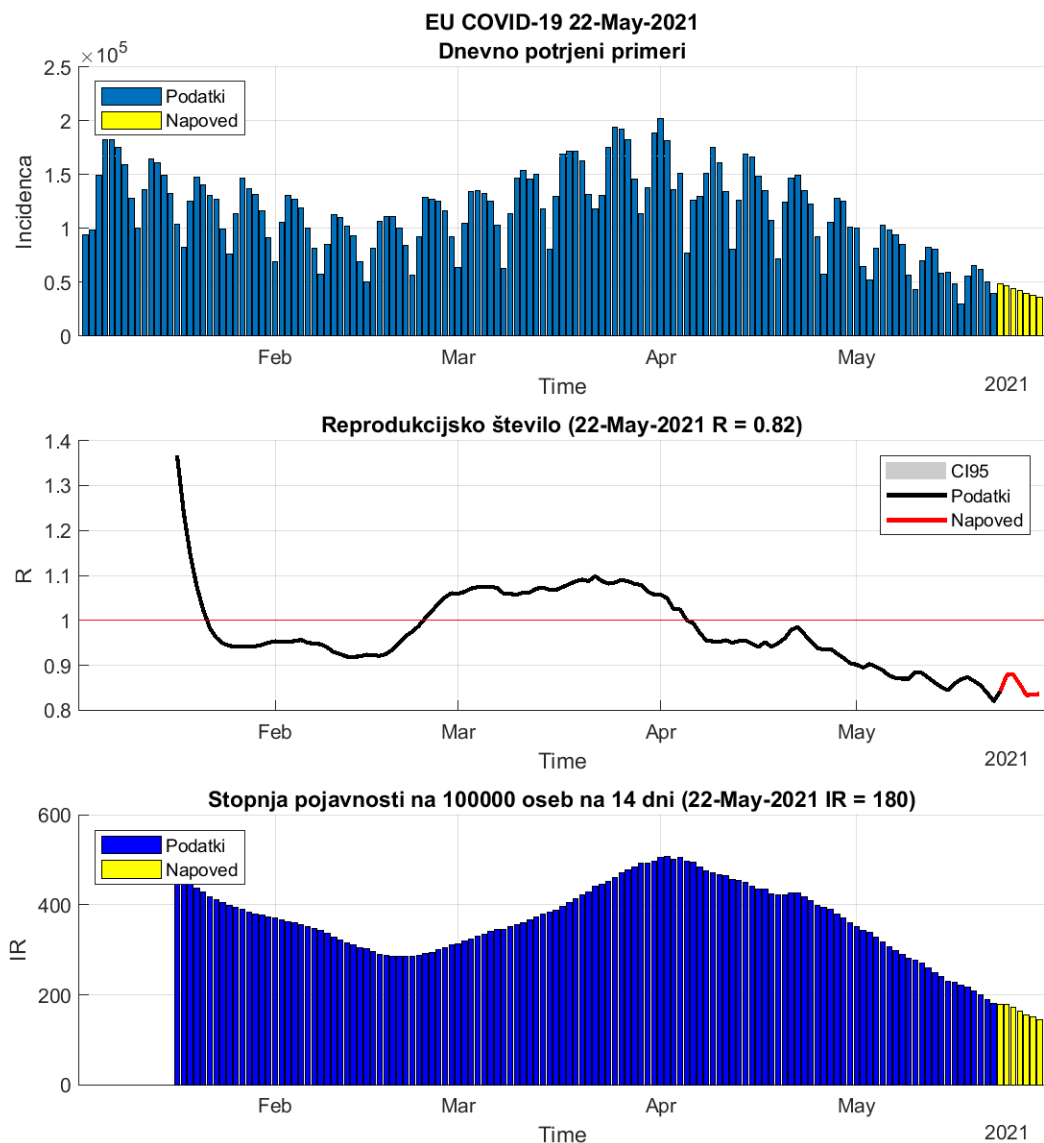 EU COVID-19 22-May-2021
Dnevno potrjeni primeri
×10⁵
2.5
2
1.5
1
0.5
0
Incidenca
Podatki
Napoved
Feb
Mar
Apr
May
Time
2021
Reprodukcijsko število (22-May-2021 R = 0.82)
1.4
1.3
1.2
1.1
1
0.9
0.8
R
CI95
Podatki
Napoved
Feb
Mar
Apr
May
Time
2021
Stopnja pojavnosti na 100000 oseb na 14 dni (22-May-2021 IR = 180)
600
400
200
0
IR
Podatki
Napoved
Feb
Mar
Apr
May
Time
2021